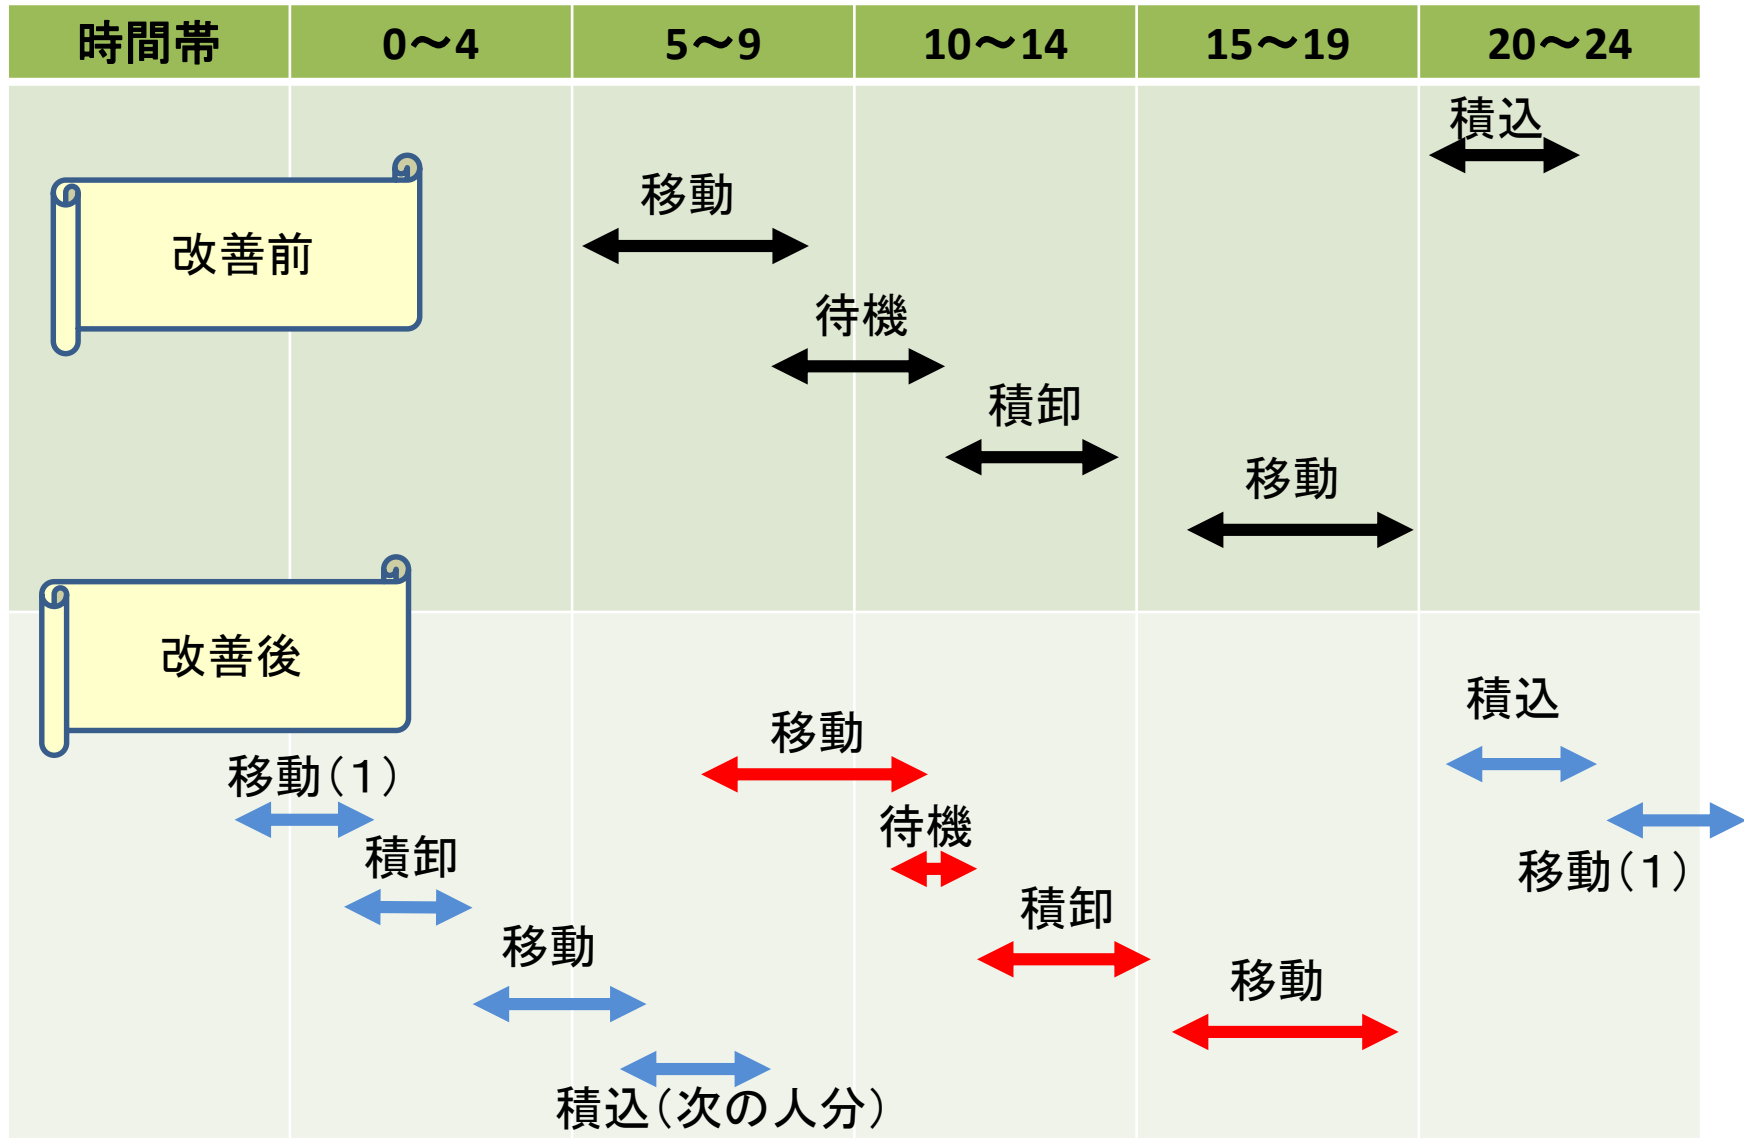 時間帯 0～4 5～9 10～14 15～19 20～24
積込
移動
改善前
待機
積卸
移動
改善後
積込
移動
移動(１)
待機
積卸
移動(１)
積卸
移動
移動
積込(次の人分)